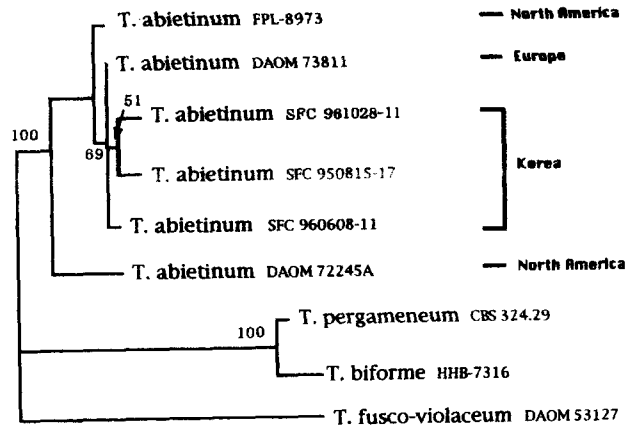 T. abietinum FPL-8973 North America
T. abietinum DAOM 73811 Europe
51
T. abietinum SFC 981028-11
100
69
Korea
T. abietinum SFC 950815-17
T. abietinum SFC 960608-11
T. abietinum DAOM 72245A North America
T. pergameneum CBS 324.29
100
T. biforme HHB-7316
T. fusco-violaceum DAOM 53127